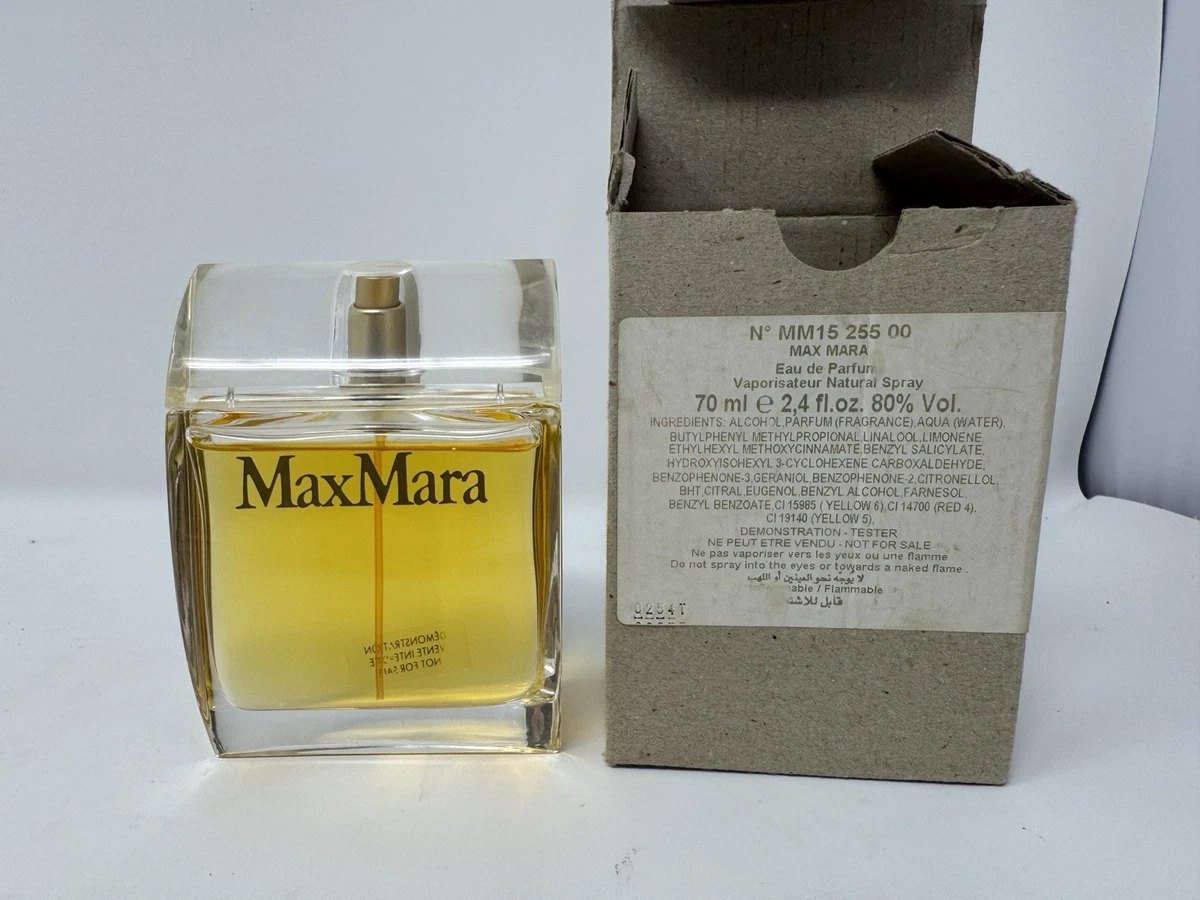 MaxMara
DÉMONSTRATION
VENTE INTERDITE
NOT FOR SALE
N° MM15 255 00
MAX MARA
Eau de Parfum
Vaporisateur Natural Spray
70 ml ℮ 2,4 fl.oz. 80% Vol.
INGREDIENTS: ALCOHOL,PARFUM (FRAGRANCE),AQUA (WATER),
BUTYLPHENYL METHYLPROPIONAL,LINALOOL,LIMONENE,
ETHYLHEXYL METHOXYCINNAMATE,BENZYL SALICYLATE,
HYDROXYISOHEXYL 3-CYCLOHEXENE CARBOXALDEHYDE,
BENZOPHENONE-3,GERANIOL,BENZOPHENONE-2,CITRONELLOL,
BHT,CITRAL,EUGENOL,BENZYL ALCOHOL,FARNESOL,
BENZYL BENZOATE,CI 15985 ( YELLOW 6),CI 14700 (RED 4),
CI 19140 (YELLOW 5),
DEMONSTRATION - TESTER
NE PEUT ETRE VENDU - NOT FOR SALE
Ne pas vaporiser vers les yeux ou une flamme
Do not spray into the eyes or towards a naked flame .
لا يُوجَّه نحو العينين أو اللهب
/ Flammable
قابل
0254T